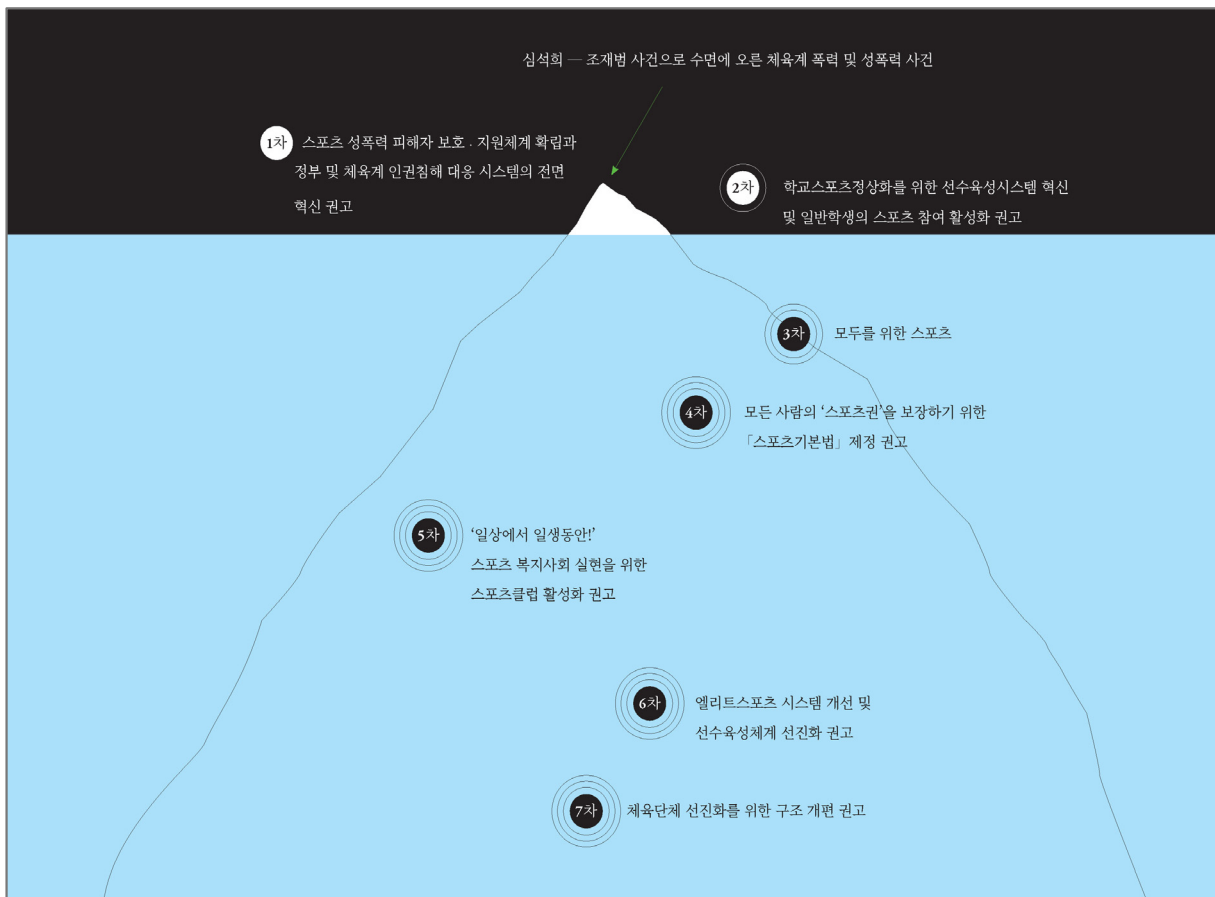 심석희 — 조재범 사건으로 수면에 오른 체육계 폭력 및 성폭력 사건
1차 스포츠 성폭력 피해자 보호 · 지원체계 확립과
정부 및 체육계 인권침해 대응 시스템의 전면
혁신 권고
2차 학교스포츠정상화를 위한 선수육성시스템 혁신
및 일반학생의 스포츠 참여 활성화 권고
3차 모두를 위한 스포츠
4차 모든 사람의 ‘스포츠권’을 보장하기 위한
「스포츠기본법」 제정 권고
5차 ‘일상에서 일생동안!’
스포츠 복지사회 실현을 위한
스포츠클럽 활성화 권고
6차 엘리트스포츠 시스템 개선 및
선수육성체계 선진화 권고
7차 체육단체 선진화를 위한 구조 개편 권고